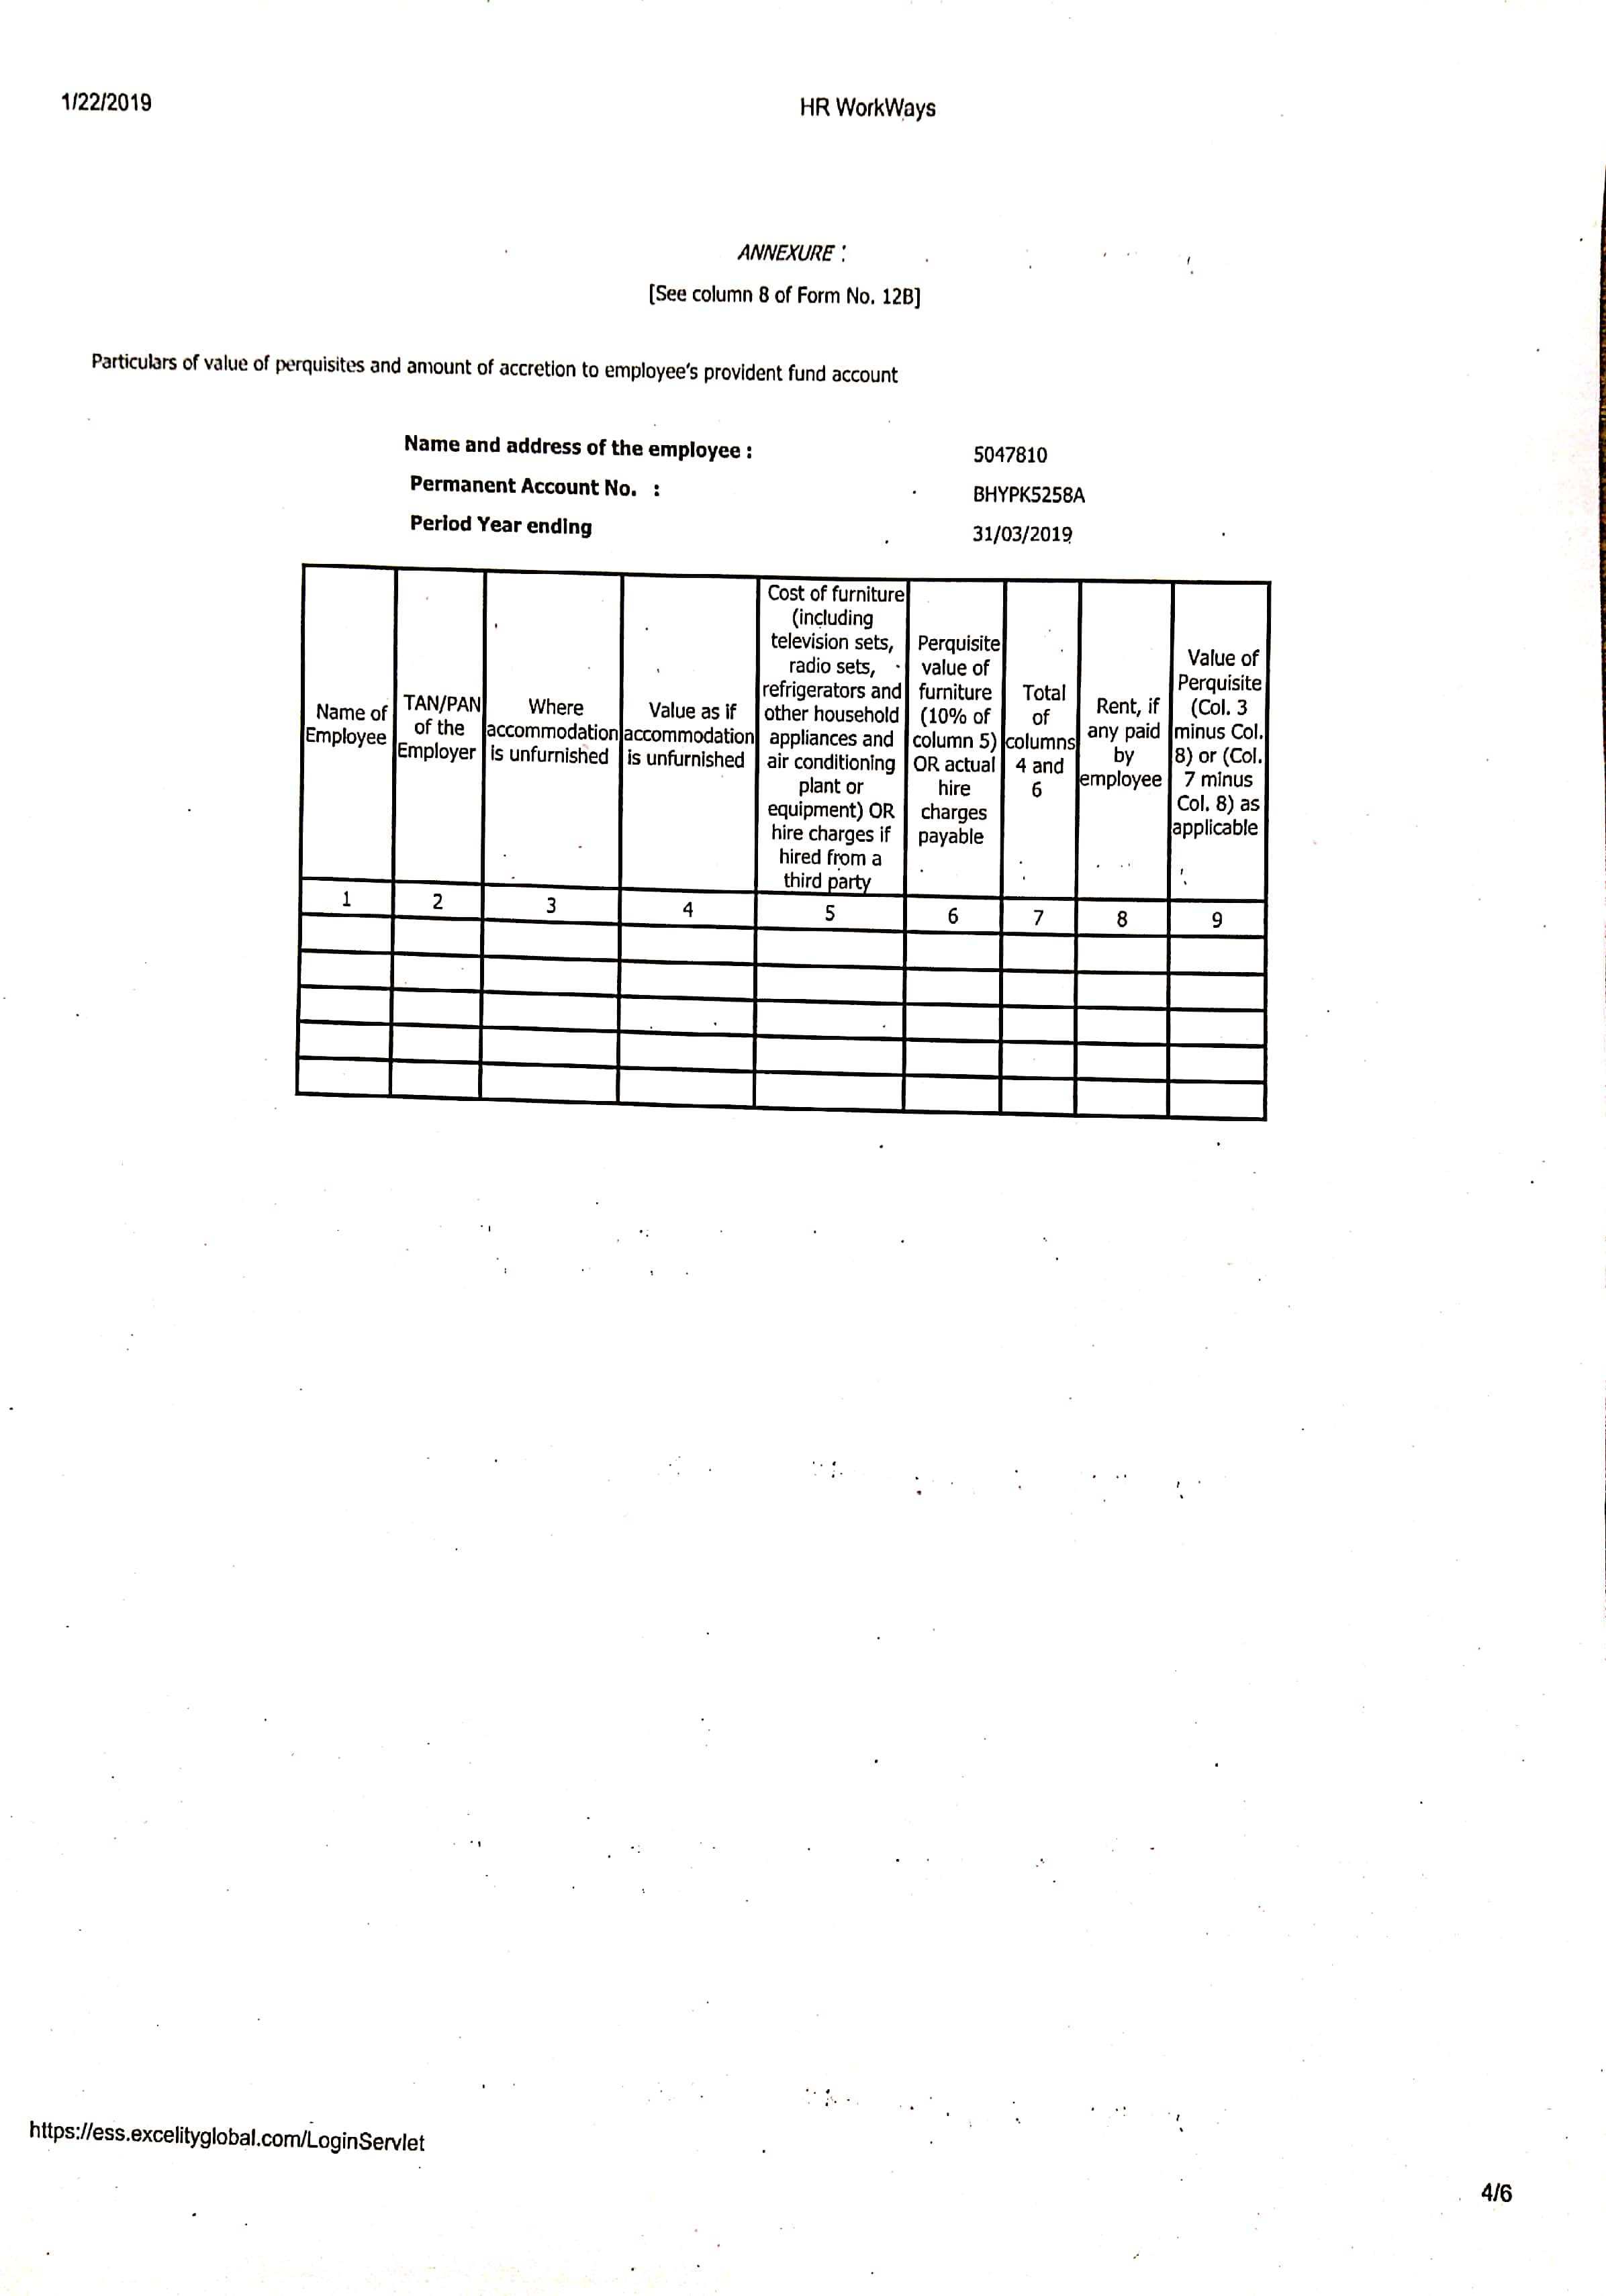 1/22/2019
HR WorkWays
ANNEXURE :
[See column 8 of Form No. 12B]
Particulars of value of perquisites and amount of accretion to employee's provident fund account
Name and address of the employee : 5047810
Permanent Account No. : BHYPK5258A
Period Year ending 31/03/2019
Name of
Employee
TAN/PAN
of the
Employer
Where
accommodation
is unfurnished
Value as if
accommodation
is unfurnished
Cost of furniture
(including
television sets,
radio sets,
refrigerators and
other household
appliances and
air conditioning
plant or
equipment) OR
hire charges if
hired from a
third party
Perquisite
value of
furniture
(10% of
column 5)
OR actual
hire
charges
payable
Total
of
columns
4 and
6
Rent, if
any paid
by
employee
Value of
Perquisite
(Col. 3
minus Col.
8) or (Col.
7 minus
Col. 8) as
applicable
1 2 3 4 5 6 7 8 9
https://ess.excelityglobal.com/LoginServlet
4/6